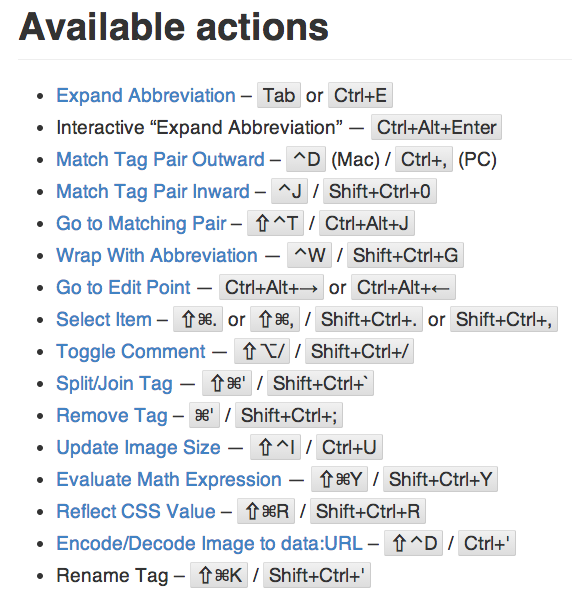 Available actions
• Expand Abbreviation – Tab or Ctrl+E
• Interactive “Expand Abbreviation” — Ctrl+Alt+Enter
• Match Tag Pair Outward – ^D (Mac) / Ctrl+, (PC)
• Match Tag Pair Inward – ^J / Shift+Ctrl+0
• Go to Matching Pair – ⇧^T / Ctrl+Alt+J
• Wrap With Abbreviation — ^W / Shift+Ctrl+G
• Go to Edit Point — Ctrl+Alt+→ or Ctrl+Alt+←
• Select Item – ⇧⌘. or ⇧⌘, / Shift+Ctrl+. or Shift+Ctrl+,
• Toggle Comment — ⇧⌥/ / Shift+Ctrl+/
• Split/Join Tag — ⇧⌘' / Shift+Ctrl+`
• Remove Tag – ⌘' / Shift+Ctrl+;
• Update Image Size — ⇧^I / Ctrl+U
• Evaluate Math Expression — ⇧⌘Y / Shift+Ctrl+Y
• Reflect CSS Value – ⇧⌘R / Shift+Ctrl+R
• Encode/Decode Image to data:URL – ⇧^D / Ctrl+'
• Rename Tag – ⇧⌘K / Shift+Ctrl+'